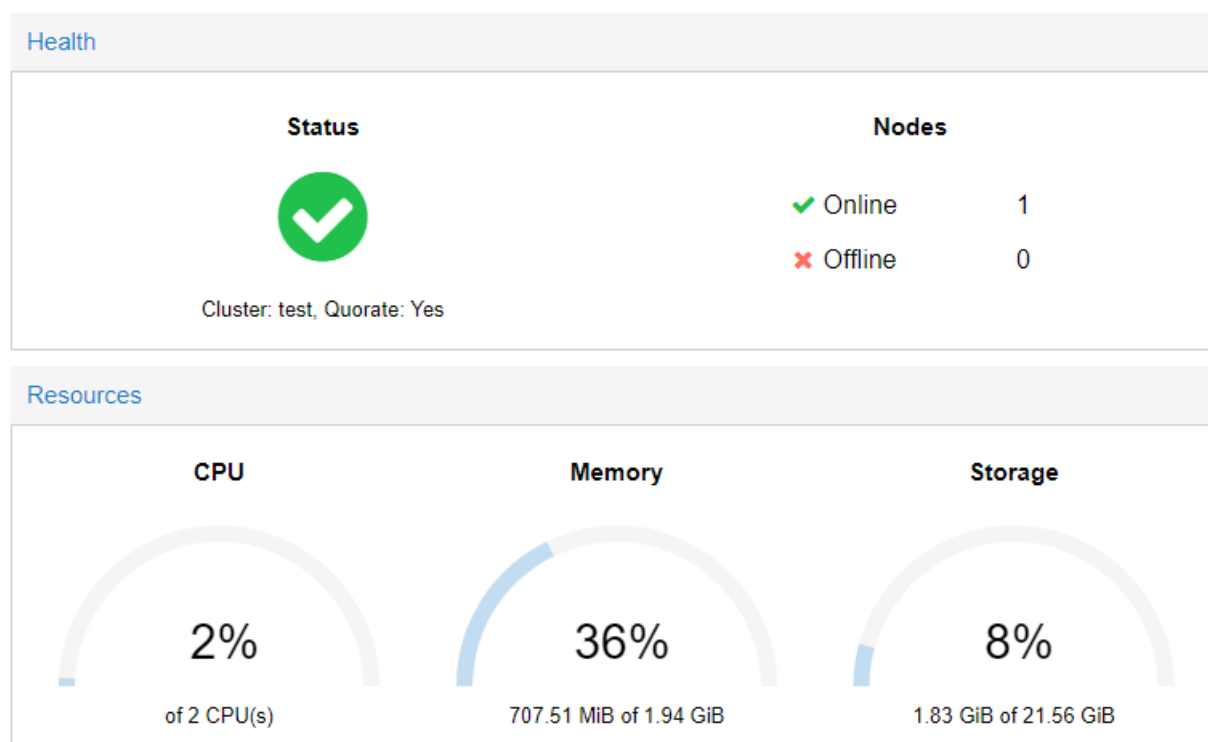 Health
Status
Nodes
Online 1
Offline 0
Cluster: test, Quorate: Yes
Resources
CPU
Memory
Storage
2%
36%
8%
of 2 CPU(s)
707.51 MiB of 1.94 GiB
1.83 GiB of 21.56 GiB